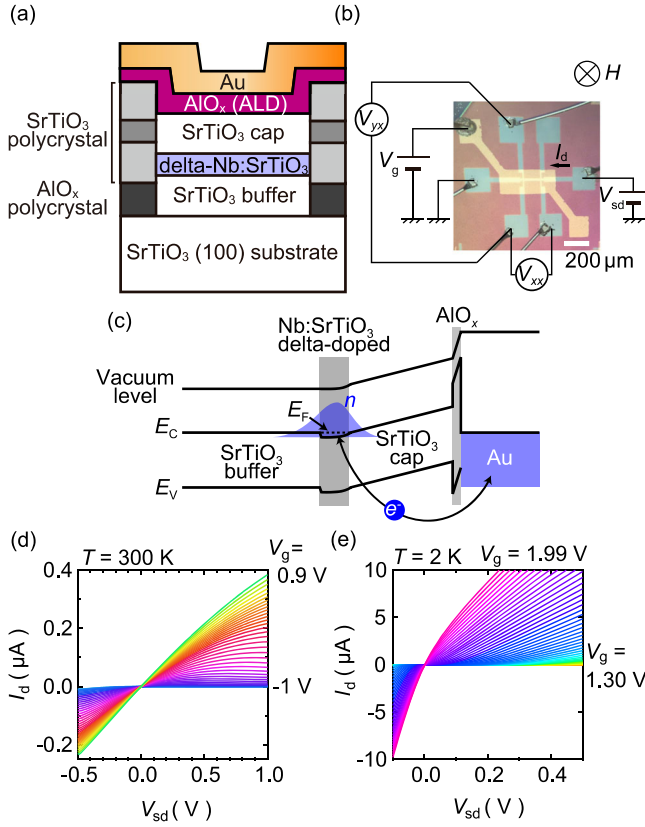 (a)
Au
AlOₓ (ALD)
SrTiO₃
polycrystal
SrTiO₃ cap
delta-Nb:SrTiO₃
AlOₓ
polycrystal
SrTiO₃ buffer
SrTiO₃ (100) substrate
(b)
H
Vyx
Vg
Id
Vsd
Vxx
200 μm
(c)
Nb:SrTiO₃
delta-doped
AlOₓ
Vacuum
level
n
EF
EC
SrTiO₃
buffer
SrTiO₃
cap
Au
EV
e-
(d)
T = 300 K
Vg =
0.9 V
-1 V
0.4
0.2
0.0
-0.2
Id ( μA )
-0.5
0.0
0.5
1.0
Vsd ( V )
(e)
T = 2 K
Vg = 1.99 V
Vg =
1.30 V
10
5
0
-5
-10
Id ( μA )
0.0
0.2
0.4
Vsd ( V )